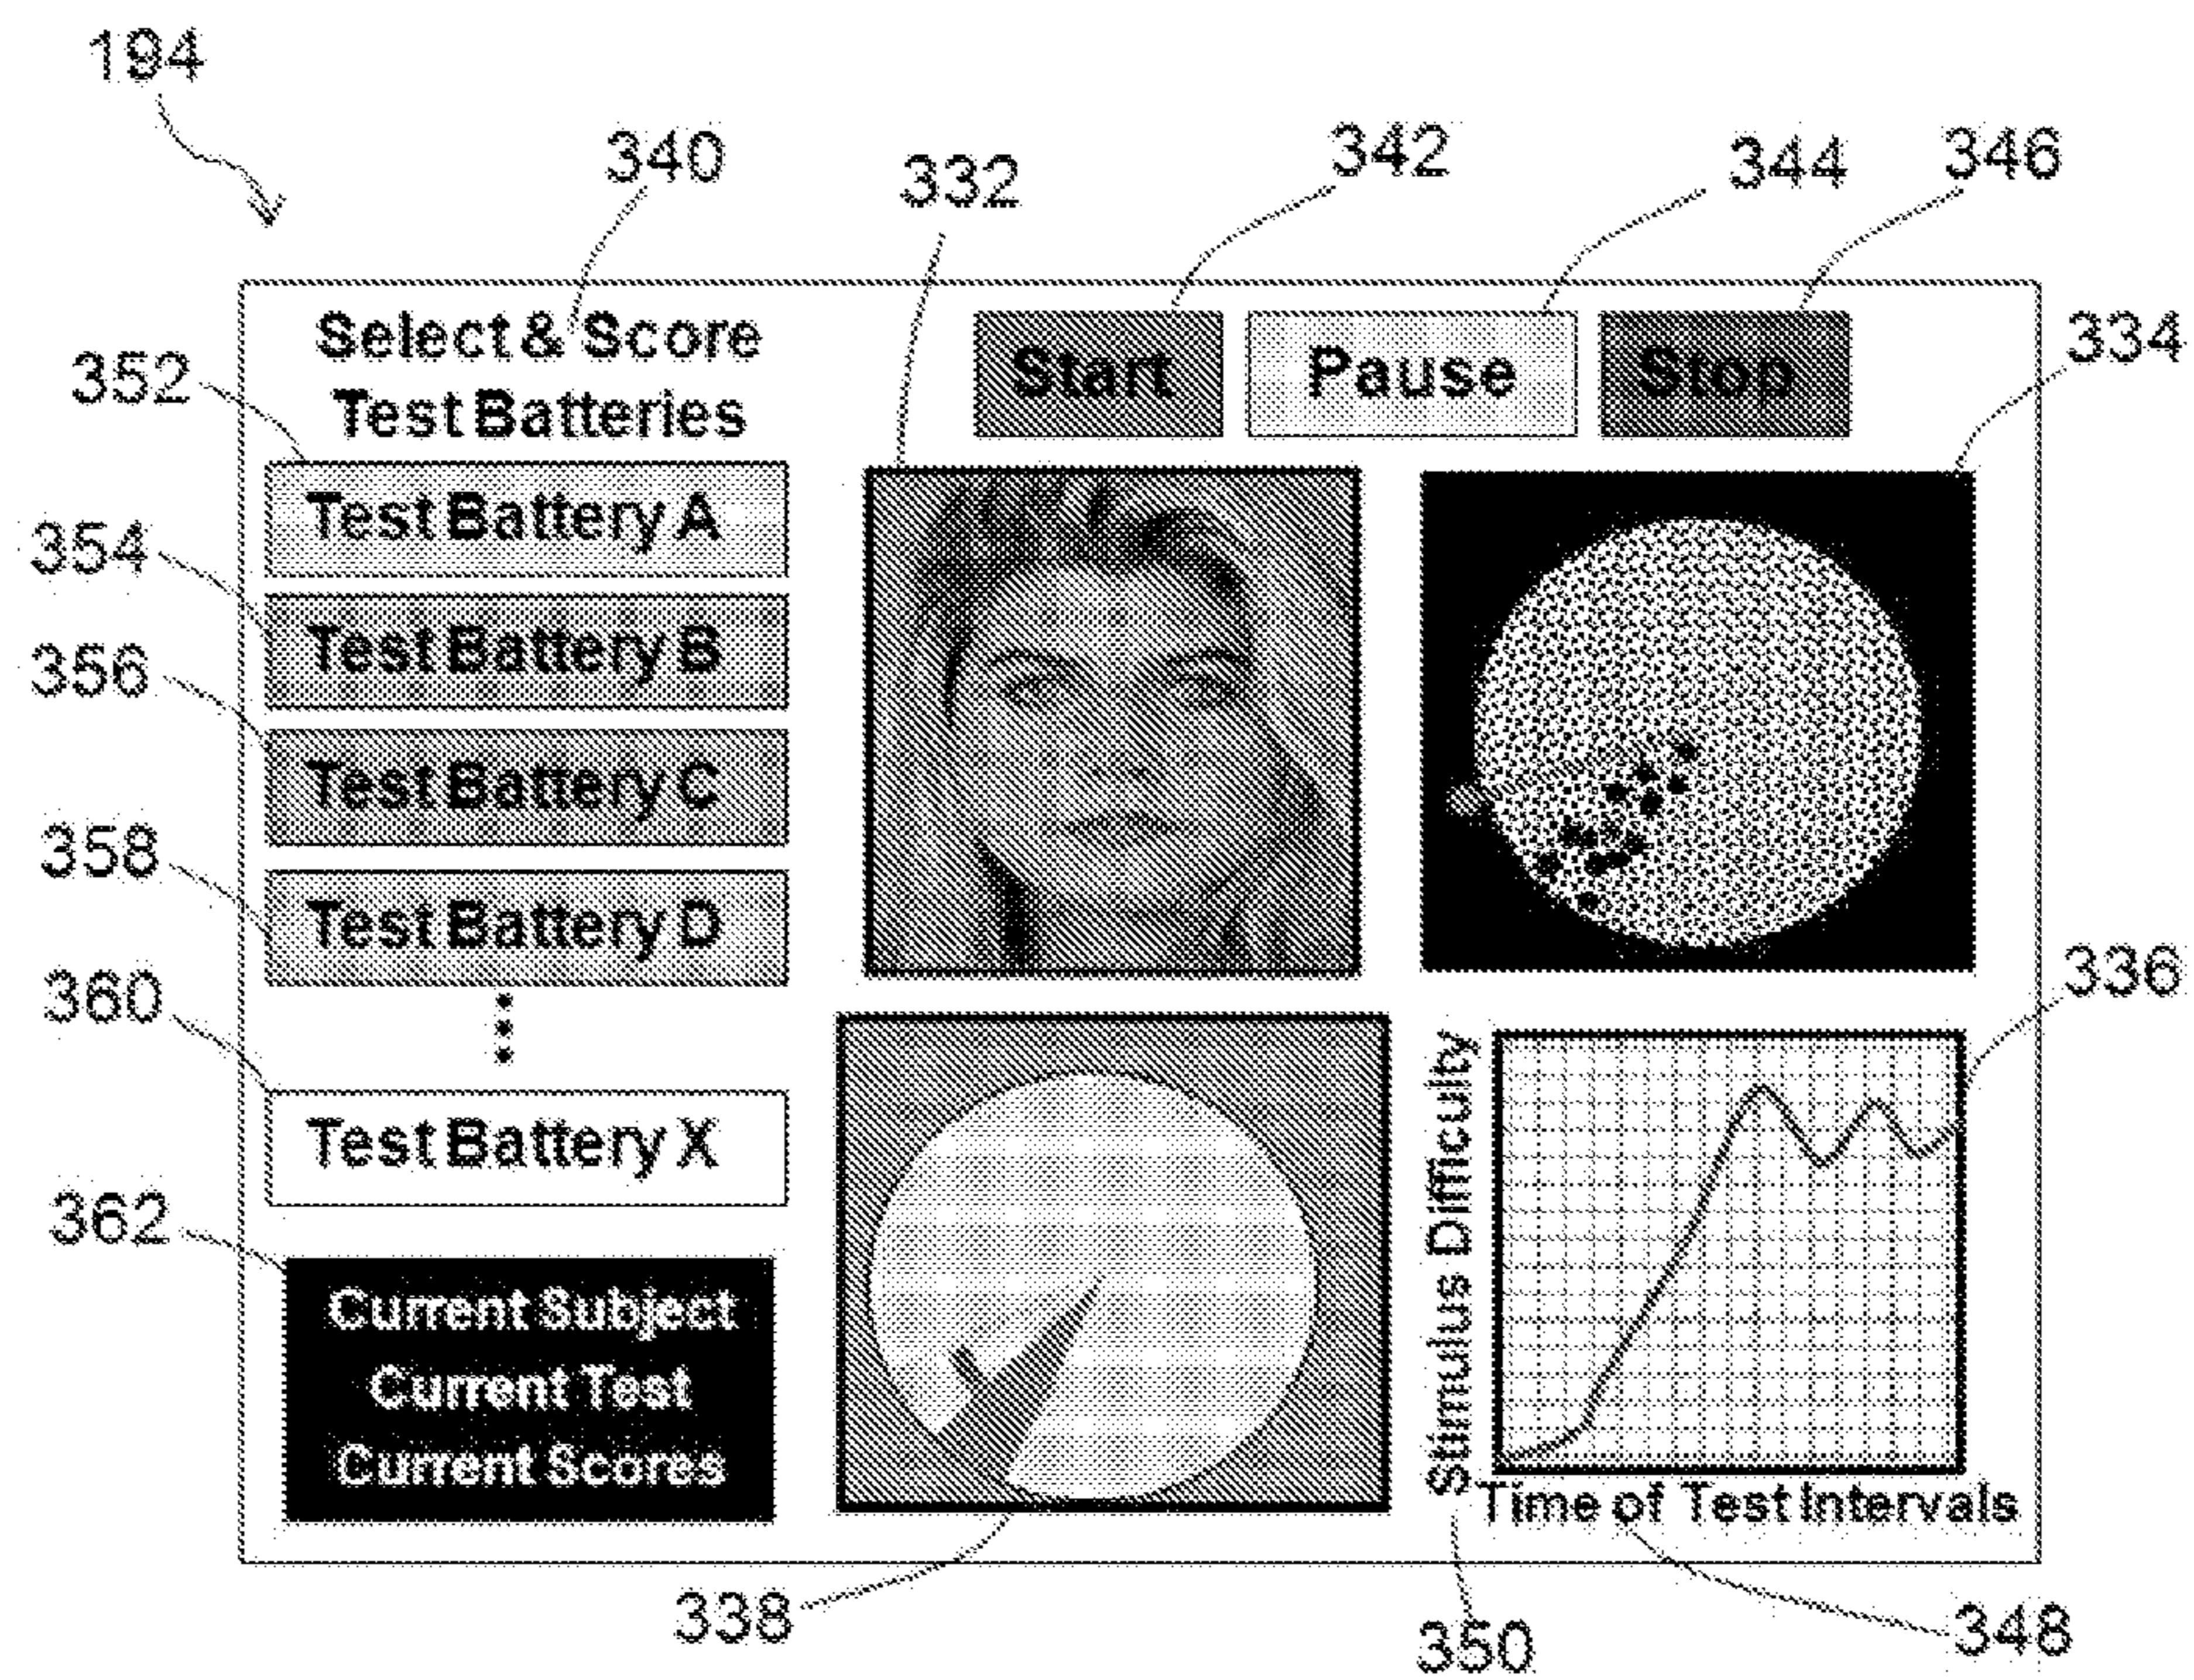 194
340
332
342
344
346
334
Select & Score
Test Batteries
Start
Pause
Stop
352
Test Battery A
354
Test Battery B
356
Test Battery C
358
Test Battery D
360
Test Battery X
362
Current Subject
Current Test
Current Scores
336
Stimulus Difficulty
Time of Test Intervals
338
350
348